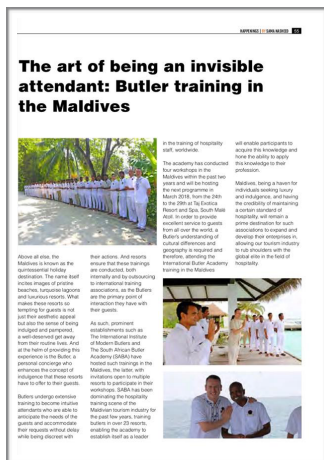 HAPPENINGS | BY SAMA NASEED 55
The art of being an invisible
attendant: Butler training in
the Maldives
Above all else, the
Maldives is known as the
quintessential holiday
destination. The name itself
incites images of pristine
beaches, turquoise lagoons
and luxurious resorts. What
makes these resorts so
tempting for guests is not
just their aesthetic appeal
but also the sense of being
indulged and pampered,
a well-deserved get away
from their routine lives. And
at the helm of providing this
experience is the Butler, a
personal concierge who
enhances the concept of
indulgence that these resorts
have to offer to their guests.
Butlers undergo extensive
training to become intuitive
attendants who are able to
anticipate the needs of the
guests and accommodate
their requests without delay
while being discreet with
their actions. And resorts
ensure that these trainings
are conducted, both
internally and by outsourcing
to international training
associations, as the Butlers
are the primary point of
interaction they have with
their guests.
As such, prominent
establishments such as
The International Institute
of Modern Butlers and
The South African Butler
Academy (SABA) have
hosted such trainings in the
Maldives, the latter, with
invitations open to multiple
resorts to participate in their
workshops. SABA has been
dominating the hospitality
training scene of the
Maldivian tourism industry for
the past few years, training
butlers in over 23 resorts,
enabling the academy to
establish itself as a leader
in the training of hospitality
staff, worldwide.
The academy has conducted
four workshops in the
Maldives within the past two
years and will be hosting
the next programme in
March 2018, from the 24th
to the 29th at Taj Exotica
Resort and Spa, South Malé
Atoll. In order to provide
excellent service to guests
from all over the world, a
Butler's understanding of
cultural differences and
geography is required and
therefore, attending the
International Butler Academy
training in the Maldives
will enable participants to
acquire this knowledge and
hone the ability to apply
this knowledge to their
profession.
Maldives, being a haven for
individuals seeking luxury
and indulgence, and having
the credibility of maintaining
a certain standard of
hospitality, will remain a
prime destination for such
associations to expand and
develop their enterprises in,
allowing our tourism industry
to rub shoulders with the
global elite in the field of
hospitality.